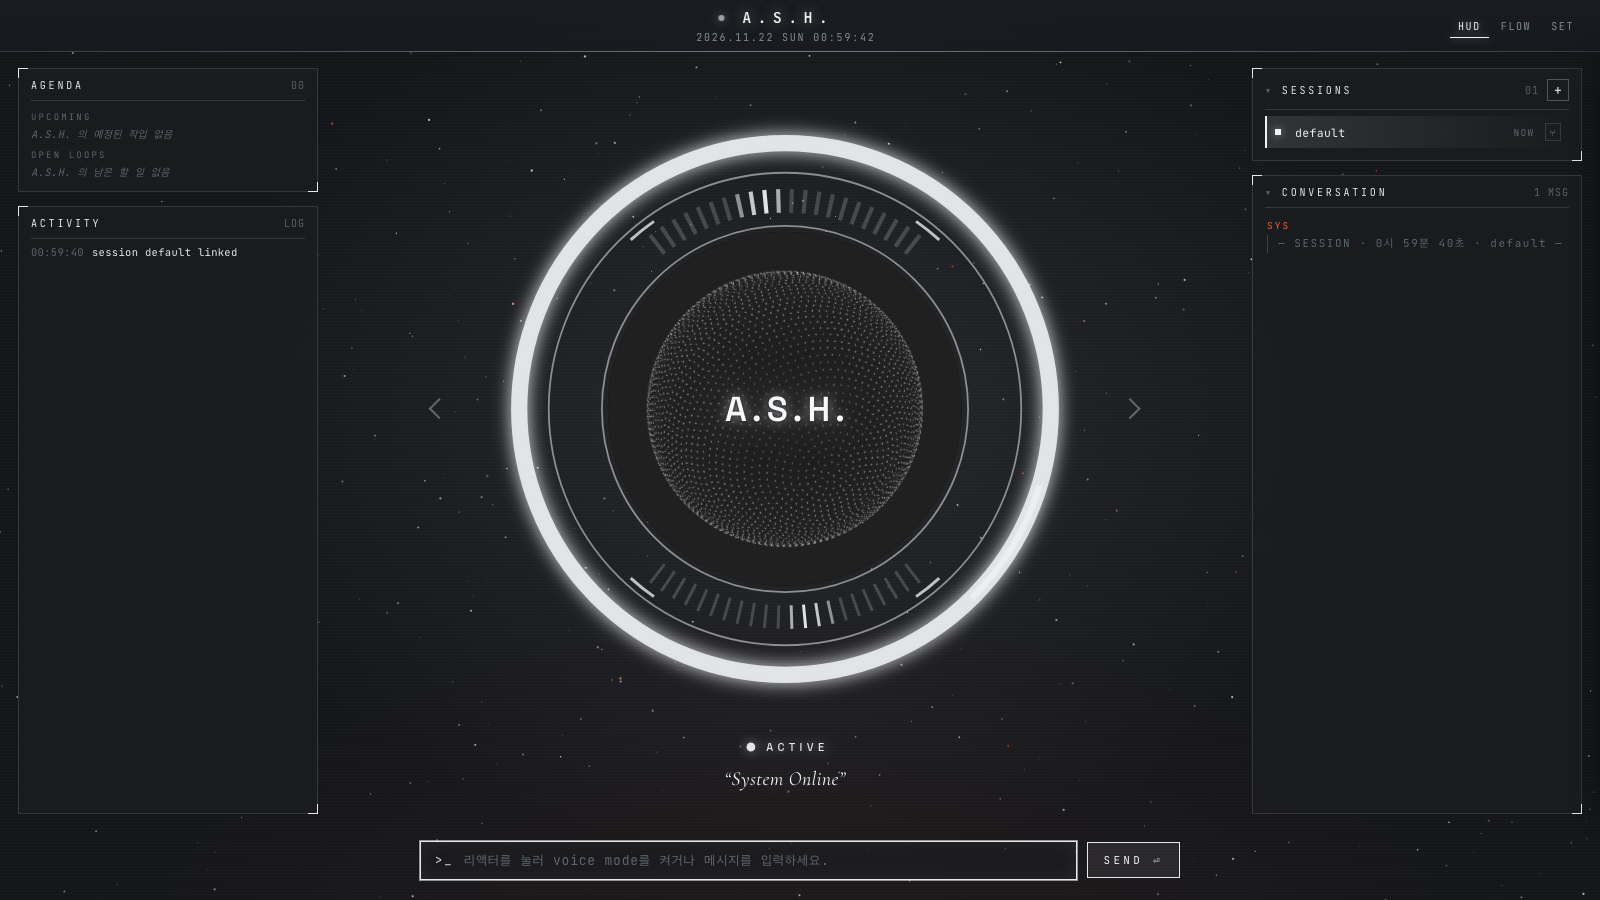 A.S.H.
2026.11.22 SUN 00:59:42
HUD FLOW SET
AGENDA 00
UPCOMING
A.S.H. 의 예정된 작업 없음
OPEN LOOPS
A.S.H. 의 남은 할 일 없음
ACTIVITY LOG
00:59:40 session default linked
A.S.H.
ACTIVE
“System Online”
>_ 리액터를 눌러 voice mode를 켜거나 메시지를 입력하세요.
SEND ⏎
▾ SESSIONS 01 +
default NOW
▾ CONVERSATION 1 MSG
SYS
— SESSION · 0시 59분 40초 · default —